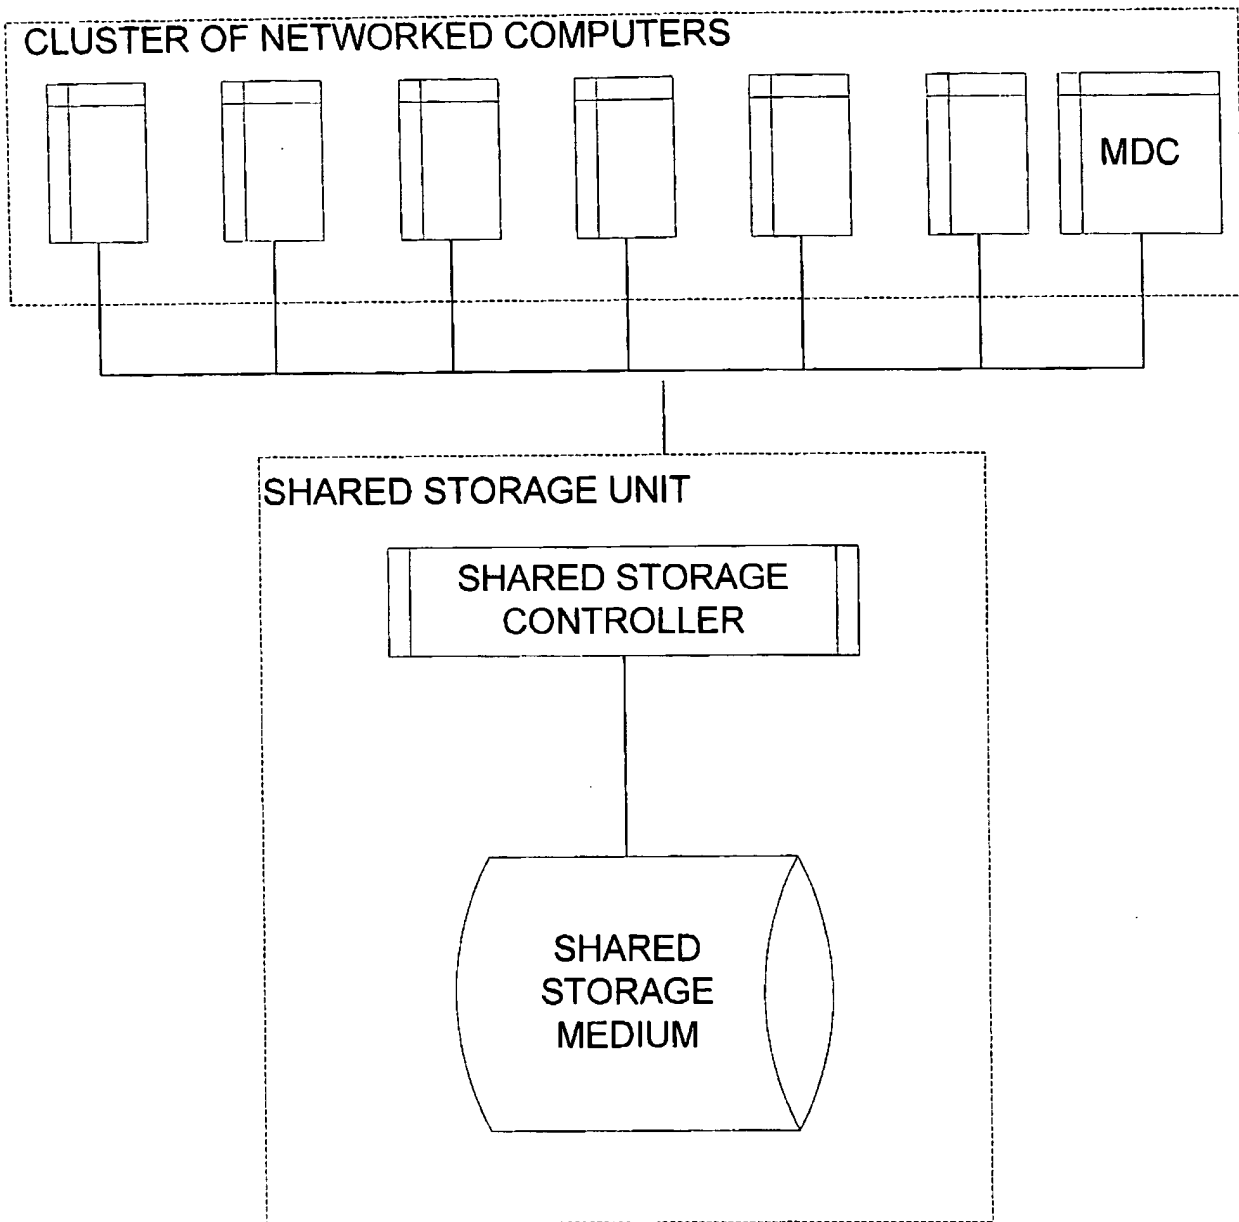 CLUSTER OF NETWORKED COMPUTERS
MDC
SHARED STORAGE UNIT
SHARED STORAGE
CONTROLLER
SHARED
STORAGE
MEDIUM